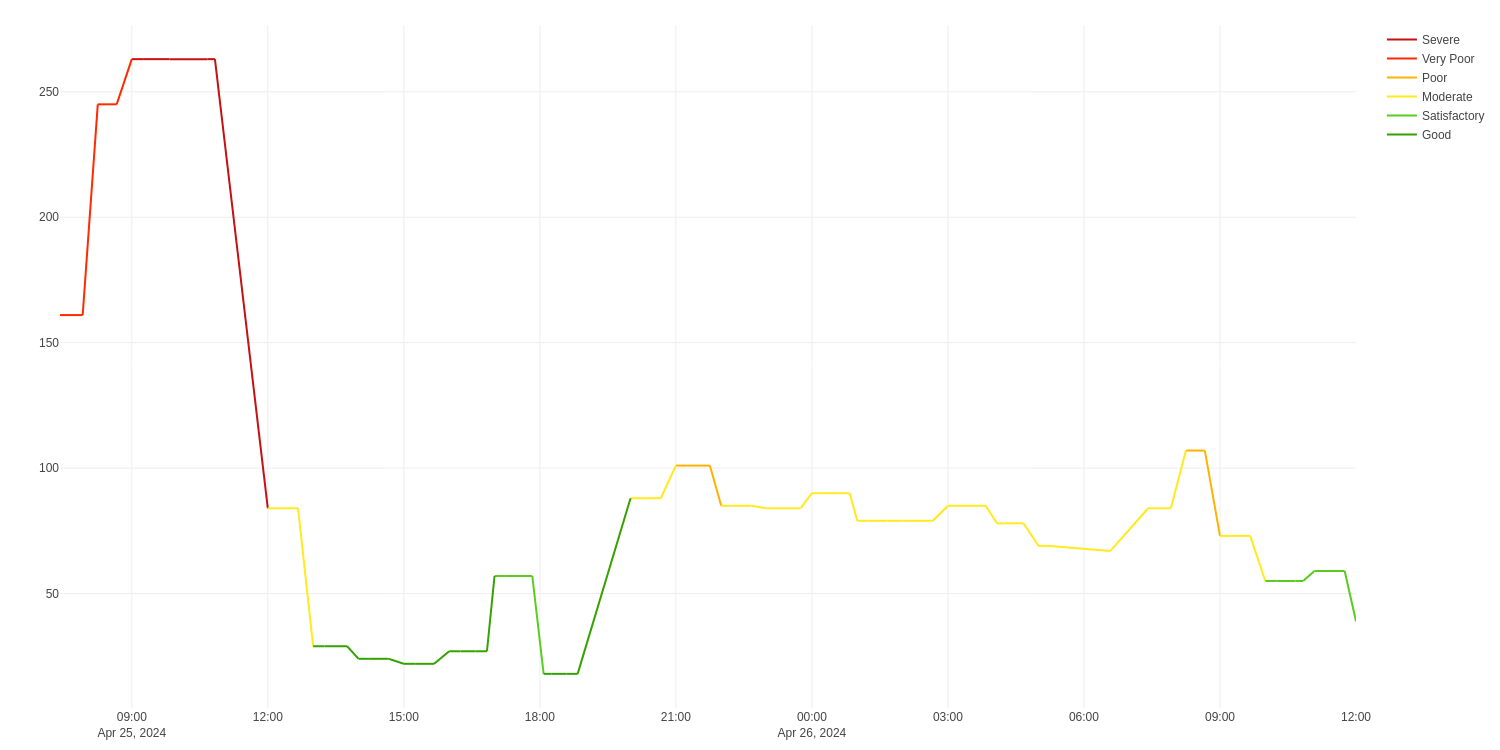 250
200
150
100
50
09:00
Apr 25, 2024
12:00
15:00
18:00
21:00
00:00
Apr 26, 2024
03:00
06:00
09:00
12:00
Severe
Very Poor
Poor
Moderate
Satisfactory
Good